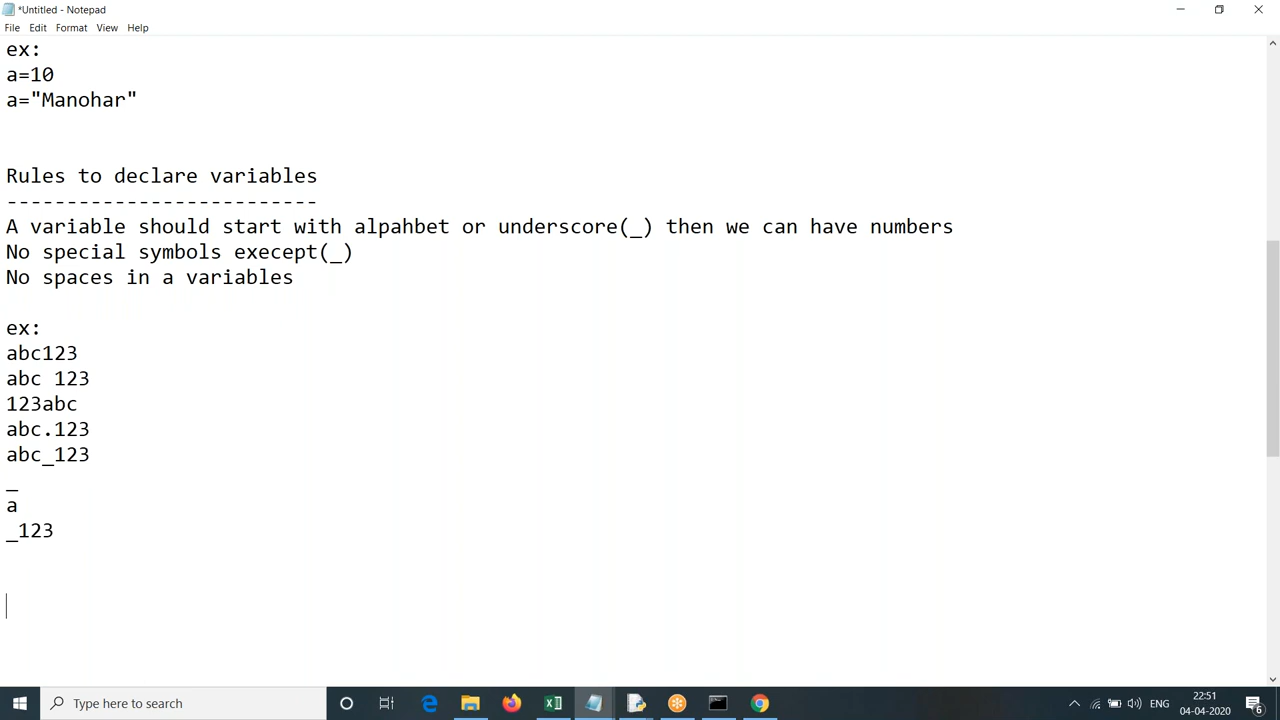 *Untitled - Notepad
File Edit Format View Help
ex:
a=10
a="Manohar"
Rules to declare variables
--------------------------
A variable should start with alpahbet or underscore(_) then we can have numbers
No special symbols execept(_)
No spaces in a variables
ex:
abc123
abc 123
123abc
abc.123
abc_123
_
a
_123
Type here to search
ENG
22:51
04-04-2020
6